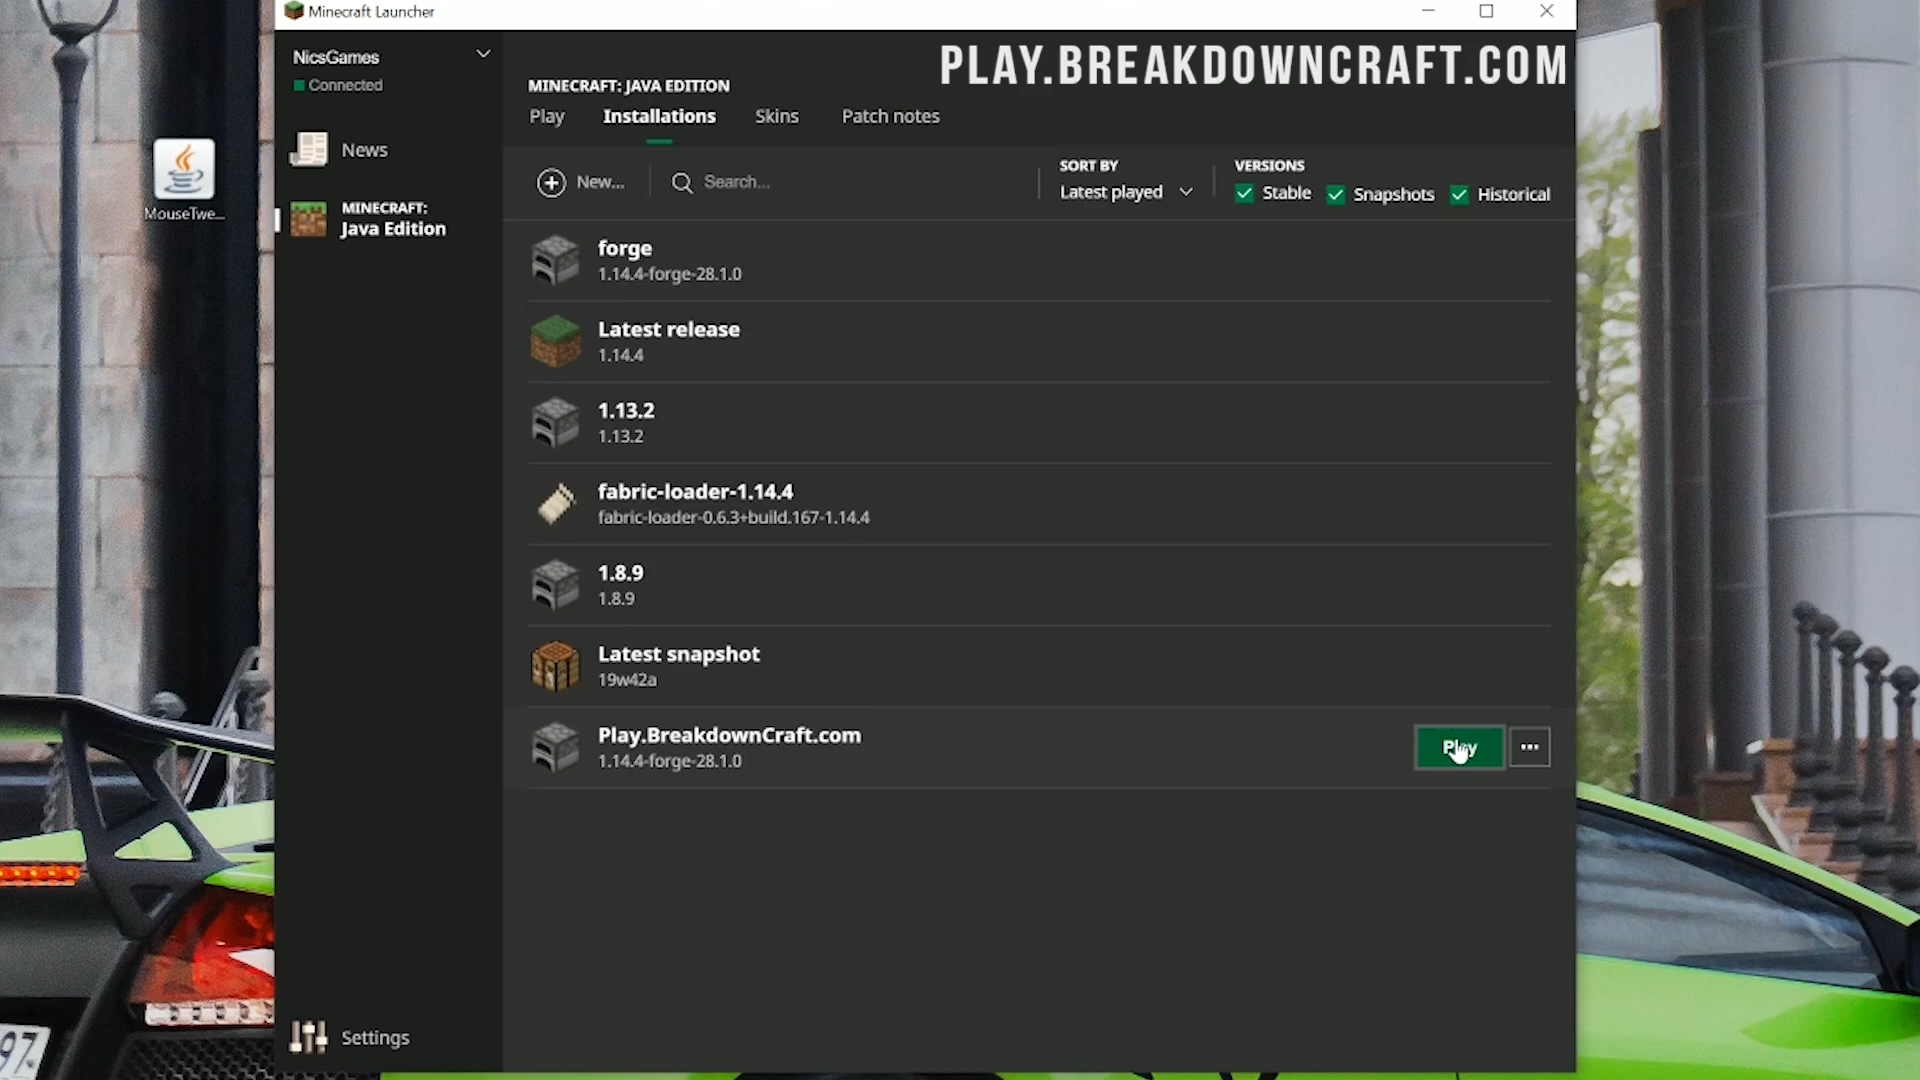 Minecraft Launcher
NicsGames
Connected
PLAY.BREAKDOWNCRAFT.COM
MINECRAFT: JAVA EDITION
Play
Installations
Skins
Patch notes
News
MINECRAFT:
Java Edition
MouseTwe...
New...
Search...
SORT BY
Latest played
VERSIONS
Stable
Snapshots
Historical
forge
1.14.4-forge-28.1.0
Latest release
1.14.4
1.13.2
1.13.2
fabric-loader-1.14.4
fabric-loader-0.6.3+build.167-1.14.4
1.8.9
1.8.9
Latest snapshot
19w42a
Play.BreakdownCraft.com
1.14.4-forge-28.1.0
Play
Settings
97